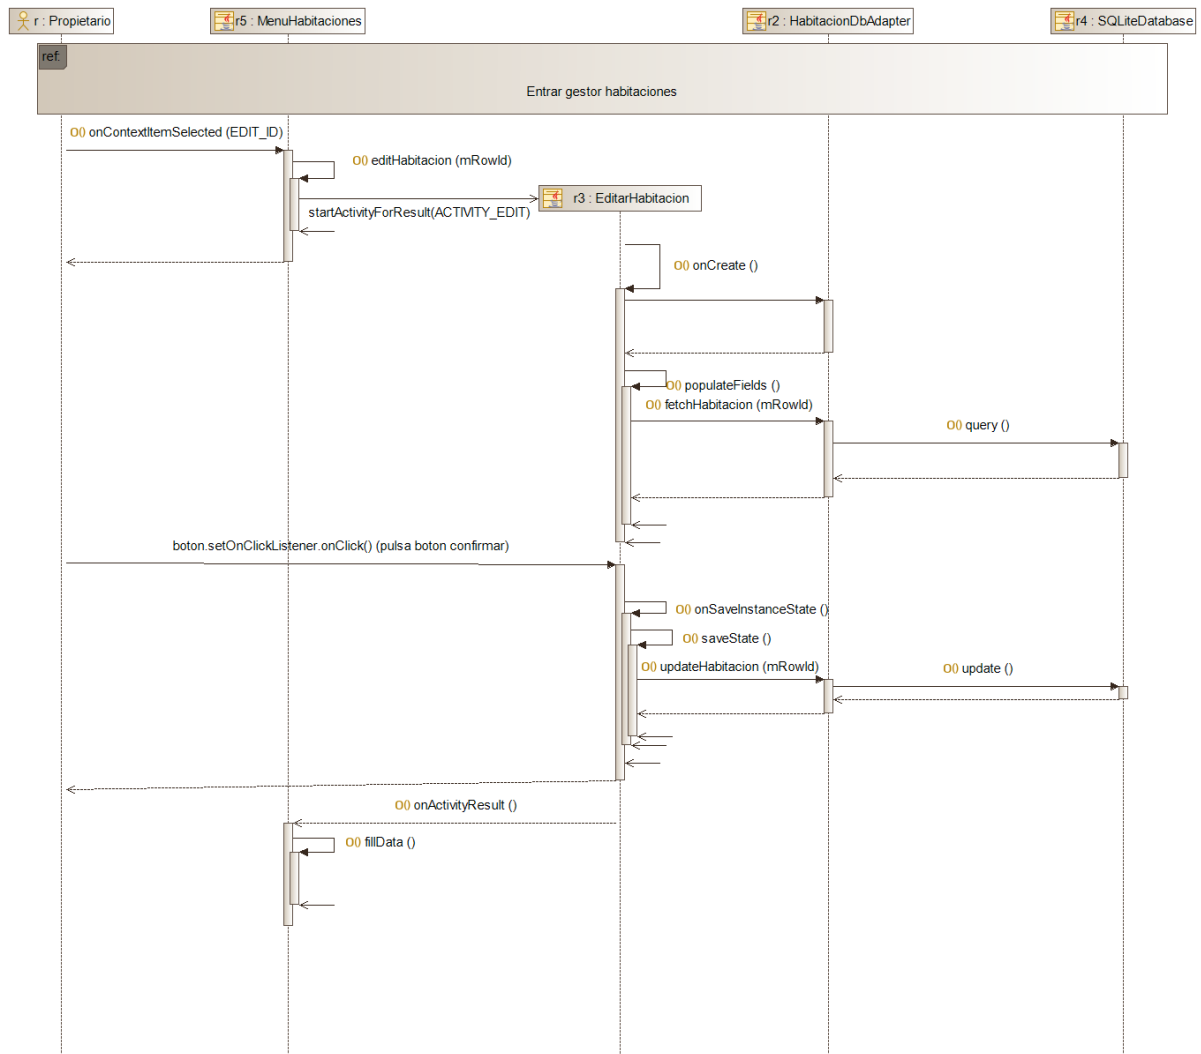 r : Propietario
r5 : MenuHabitaciones
r2 : HabitacionDbAdapter
r4 : SQLiteDatabase
ref:
Entrar gestor habitaciones
O() onContextItemSelected (EDIT_ID)
O() editHabitacion (mRowId)
r3 : EditarHabitacion
startActivityForResult(ACTIVITY_EDIT)
O() onCreate ()
O() populateFields ()
O() fetchHabitacion (mRowId)
O() query ()
boton.setOnClickListener.onClick() (pulsa boton confirmar)
O() onSaveInstanceState ()
O() saveState ()
O() updateHabitacion (mRowId)
O() update ()
O() onActivityResult ()
O() fillData ()